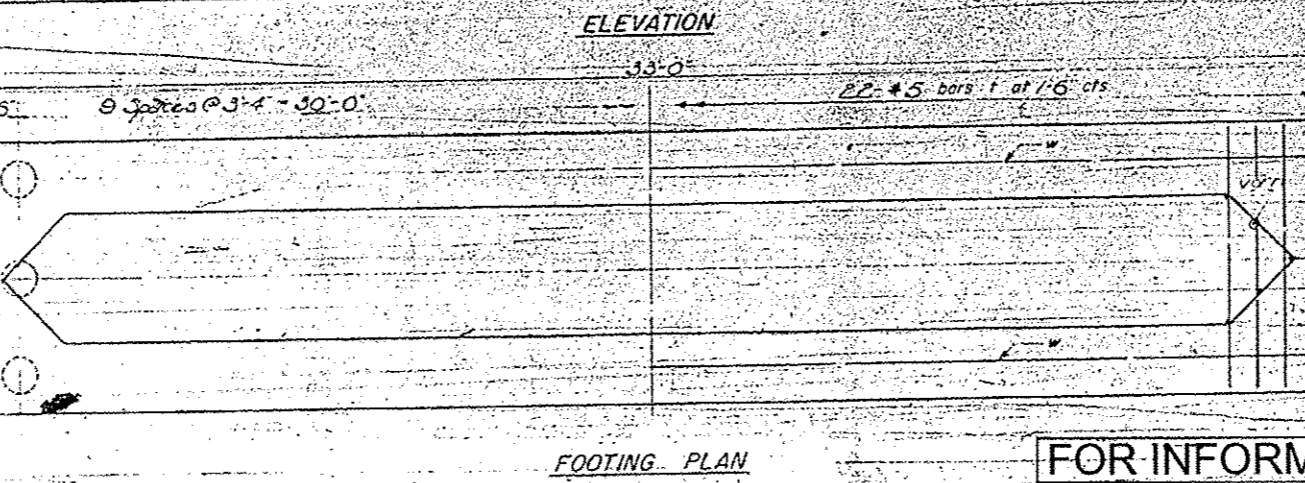 ELEVATION
33'-0"
9 Spaces @ 3'-4" = 30'-0"
22-#5 bars t at 1'-6 cts
w
w
FOOTING PLAN
FOR INFORM